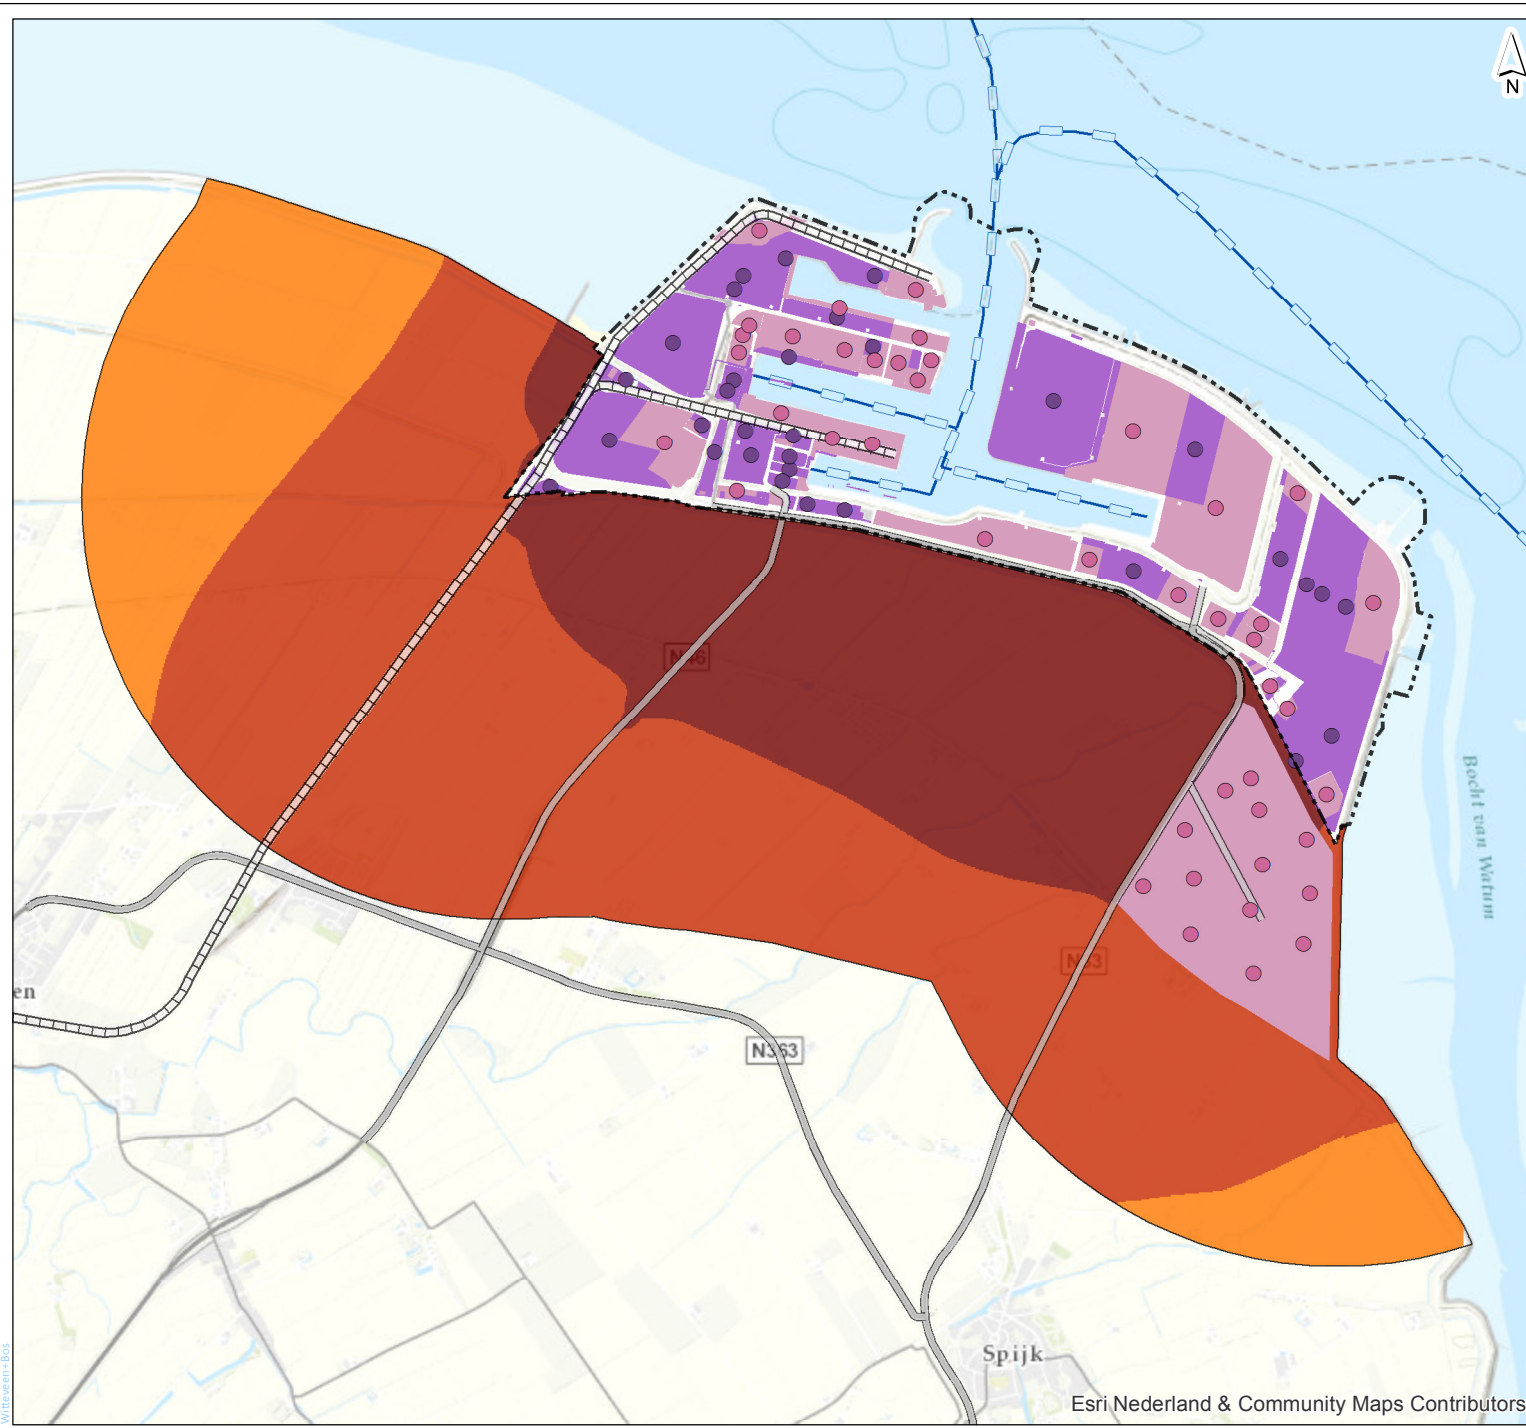 N
N46
Bocht van Watum
N33
en
N363
Spijk
Esri Nederland & Community Maps Contributors
Witteveen+Bos